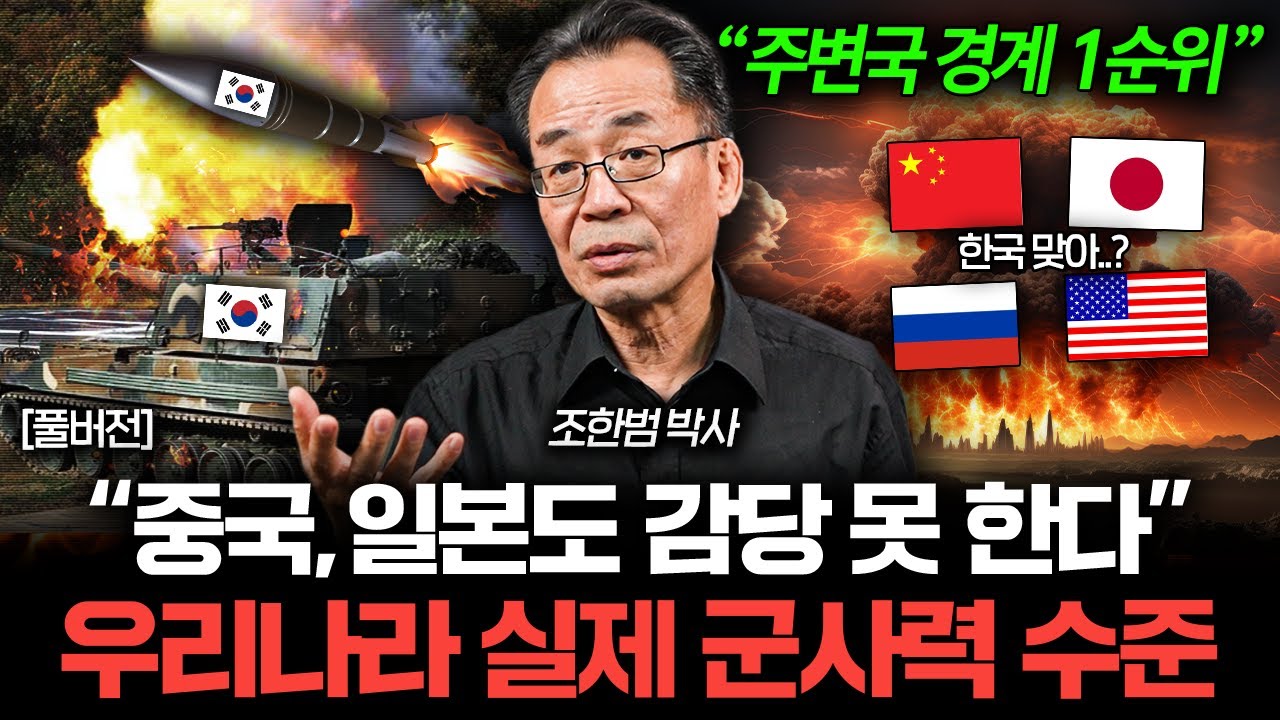 “주변국 경계 1순위”
한국 맞아..?
[풀버전]
조한범 박사
“중국, 일본도 감당 못 한다”
우리나라 실제 군사력 수준